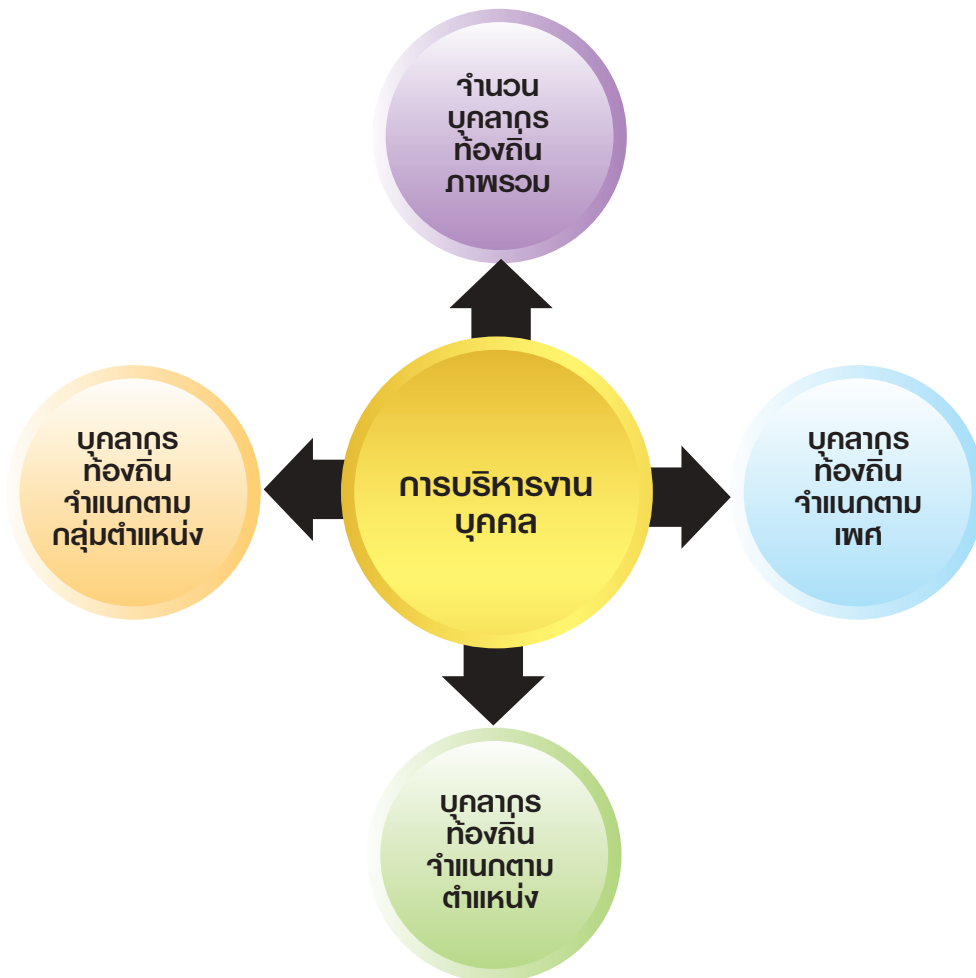 จำนวน
บุคลากร
ท้องถิ่น
ภาพรวม
บุคลากร
ท้องถิ่น
จำแนกตาม
กลุ่มตำแหน่ง
การบริหารงาน
บุคคล
บุคลากร
ท้องถิ่น
จำแนกตาม
เพศ
บุคลากร
ท้องถิ่น
จำแนกตาม
ตำแหน่ง